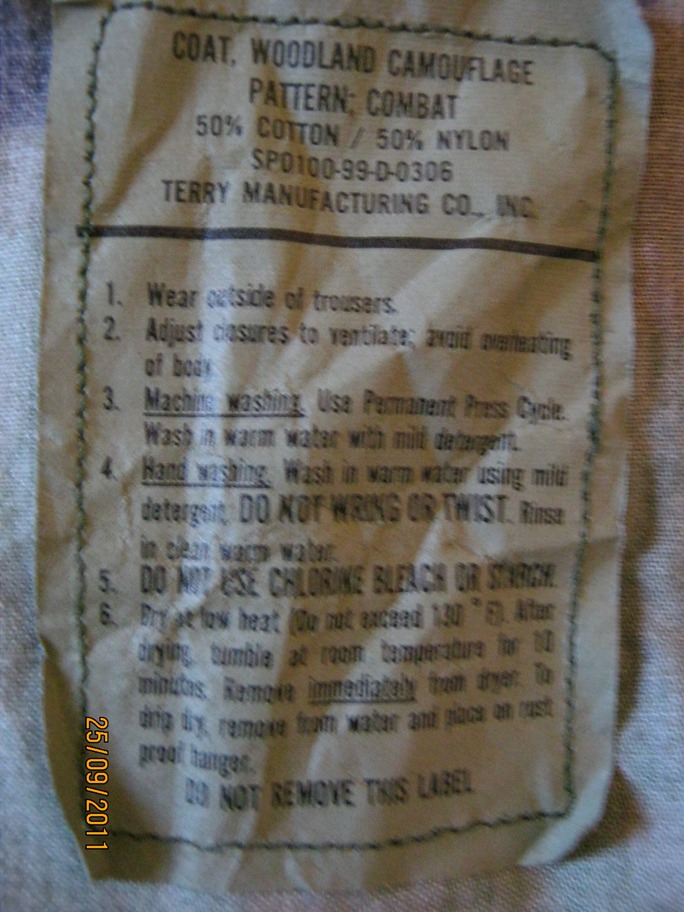 COAT, WOODLAND CAMOUFLAGE
PATTERN; COMBAT
50% COTTON / 50% NYLON
SPO100-99-D-0306
TERRY MANUFACTURING CO., INC.
1. Wear outside of trousers.
2. Adjust closures to ventilate; avoid overheating
of body.
3. Machine washing. Use Permanent Press Cycle.
Wash in warm water with mild detergent.
4. Hand washing. Wash in warm water using mild
detergent. DO NOT WRING OR TWIST. Rinse
in clean warm water.
5. DO NOT USE CHLORINE BLEACH OR STARCH.
6. Dry at low heat (Do not exceed 130 °F). After
drying, tumble at room temperature for 10
minutes. Remove immediately from dryer. To
drip dry, remove from water and place on rust
proof hanger.
DO NOT REMOVE THIS LABEL
25/09/2011